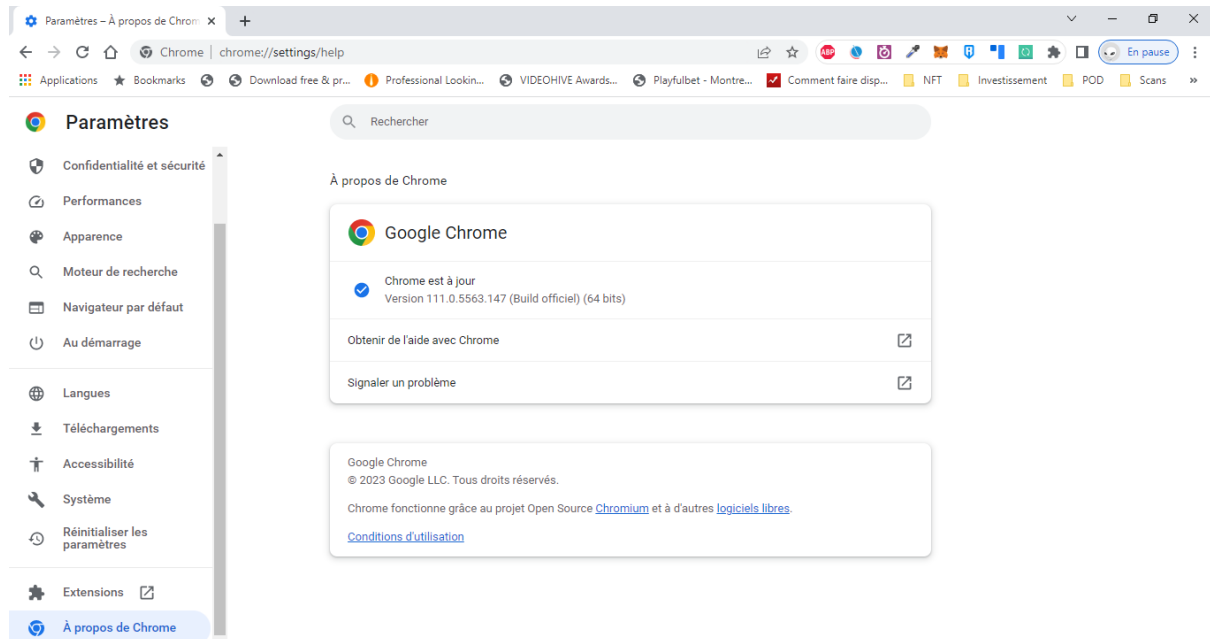 Paramètres – À propos de Chrom
Chrome | chrome://settings/help
ABP
En pause
Applications Bookmarks Download free & pr... Professional Lookin... VIDEOHIVE Awards... Playfulbet - Montre... Comment faire disp... NFT Investissement POD Scans »
Paramètres
Rechercher
Confidentialité et sécurité
Performances
Apparence
Moteur de recherche
Navigateur par défaut
Au démarrage
Langues
Téléchargements
Accessibilité
Système
Réinitialiser les
paramètres
Extensions
À propos de Chrome
À propos de Chrome
Google Chrome
Chrome est à jour
Version 111.0.5563.147 (Build officiel) (64 bits)
Obtenir de l'aide avec Chrome
Signaler un problème
Google Chrome
© 2023 Google LLC. Tous droits réservés.
Chrome fonctionne grâce au projet Open Source Chromium et à d'autres logiciels libres.
Conditions d'utilisation